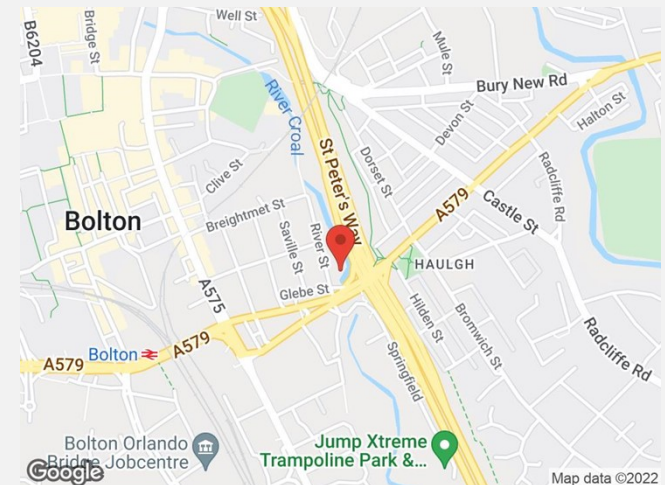 Well St
B6204
Bridge St
Mule St
Bury New Rd
River Croal
Halton St
Devon St
St Peter's Way
Dorset St
Clive St
Radcliffe Rd
A579
Castle St
Breightmet St
Bolton
Saville St
River St
HAULGH
A575
Glebe St
Hilden St
Bromwich St
Radcliffe Rd
A579
Bolton
A579
Springfield
Bolton Orlando
Bridge Jobcentre
Jump Xtreme
Trampoline Park &...
Google
Map data ©2022